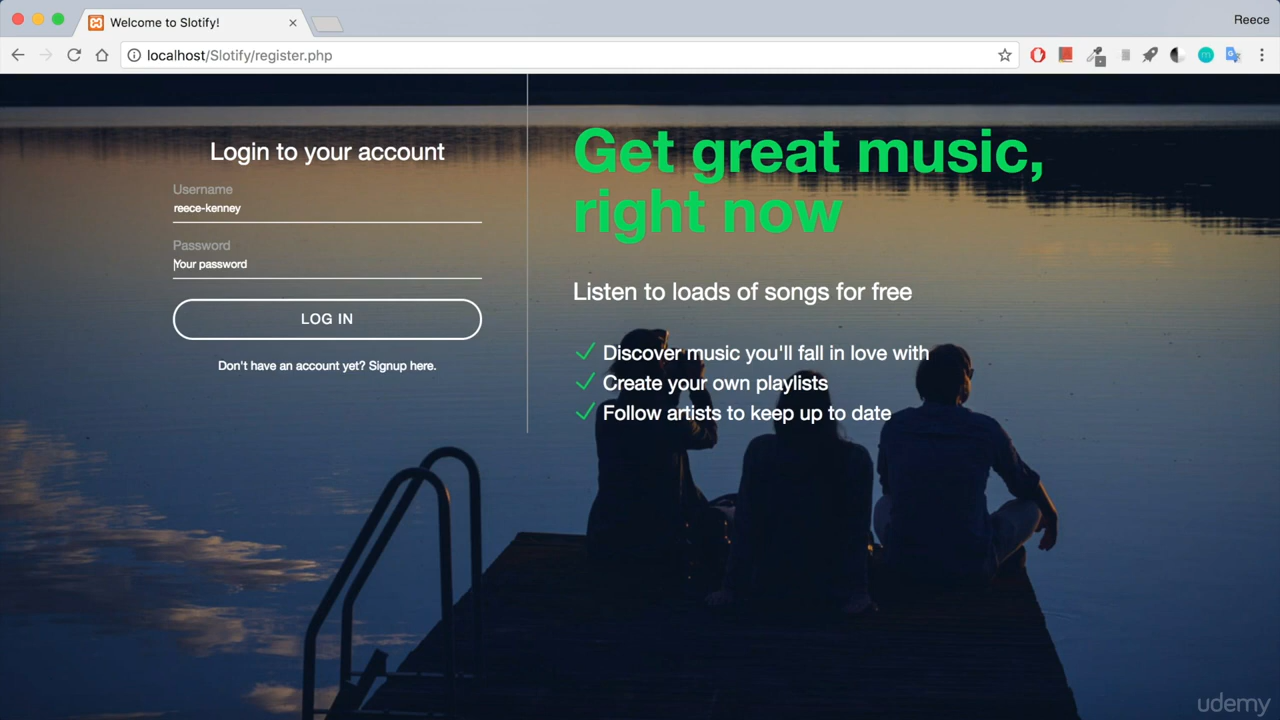 Welcome to Slotify!
Reece
localhost/Slotify/register.php
Login to your account
Username
reece-kenney
Password
Your password
LOG IN
Don't have an account yet? Signup here.
Get great music,
right now
Listen to loads of songs for free
Discover music you'll fall in love with
Create your own playlists
Follow artists to keep up to date
udemy